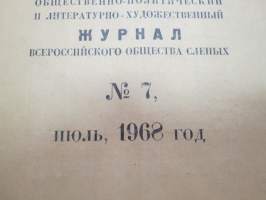 ОБЩЕСТВЕННО-ПОЛИТИЧЕСКИЙ
И ЛИТЕРАТУРНО-ХУДОЖЕСТВЕННЫЙ
ЖУРНАЛ
ВСЕРОССИЙСКОГО ОБЩЕСТВА СЛЕПЫХ
№ 7,
июль, 1968 год